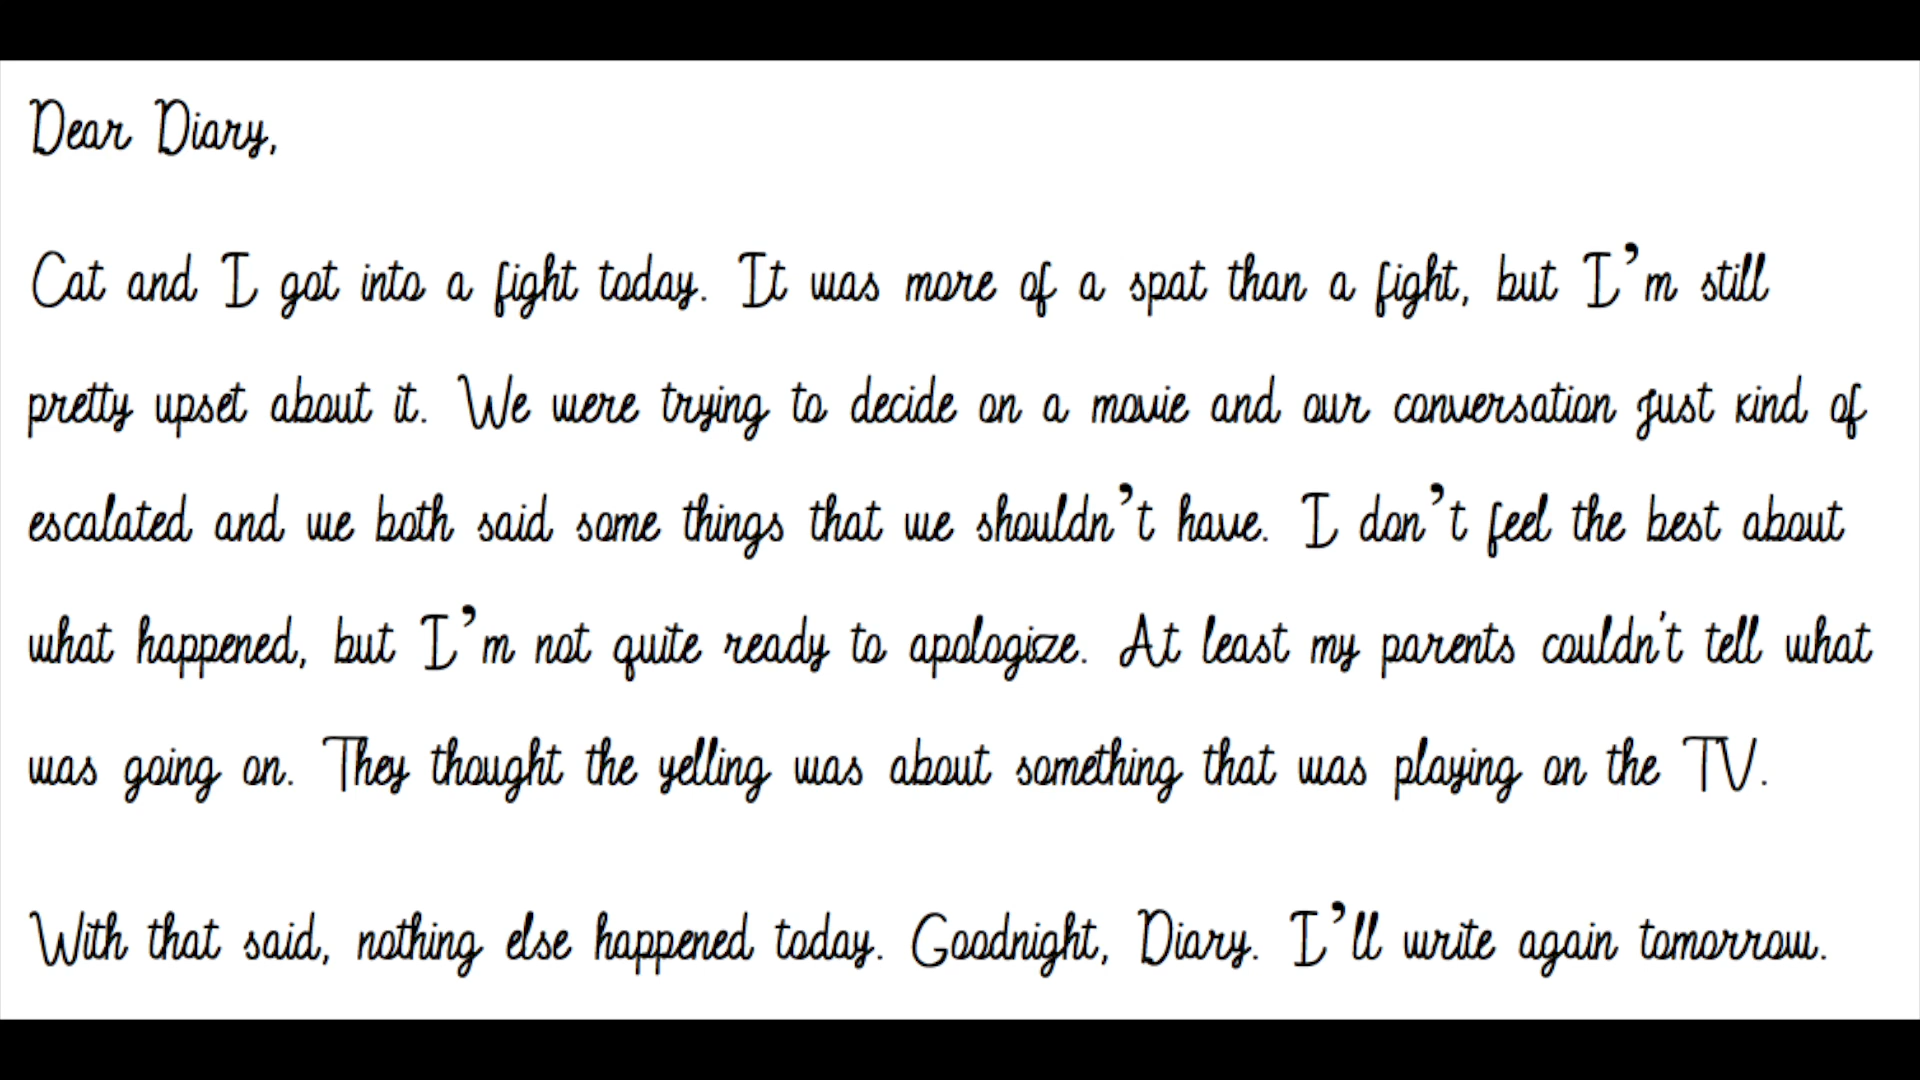 Dear Diary,
Cat and I got into a fight today. It was more of a spat than a fight, but I’m still
pretty upset about it. We were trying to decide on a movie and our conversation just kind of
escalated and we both said some things that we shouldn’t have. I don’t feel the best about
what happened, but I’m not quite ready to apologize. At least my parents couldn't tell what
was going on. They thought the yelling was about something that was playing on the TV.
With that said, nothing else happened today. Goodnight, Diary. I’ll write again tomorrow.